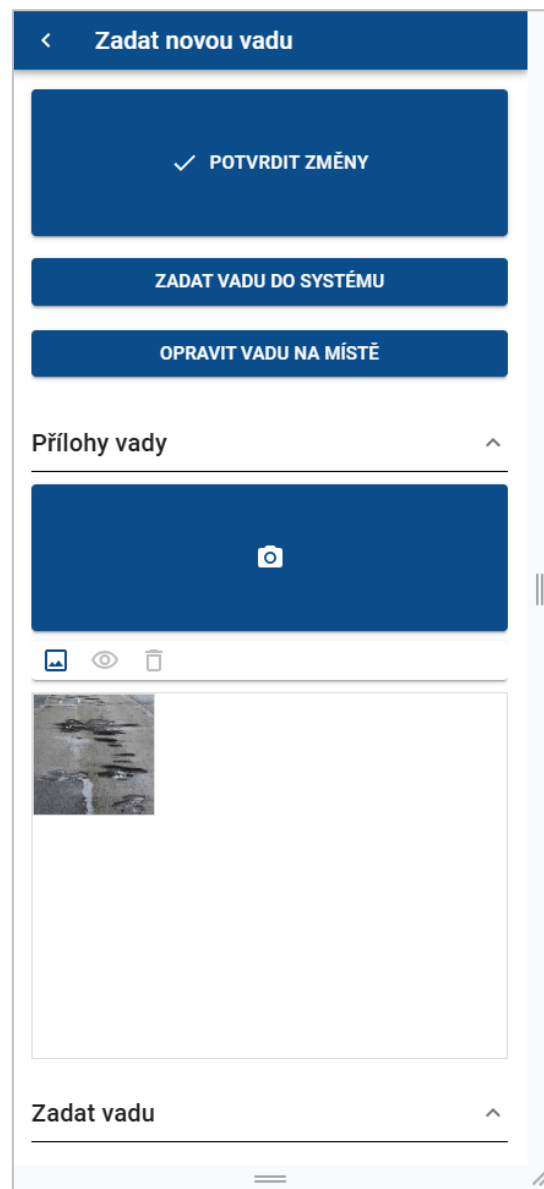 Zadat novou vadu
POTVRDIT ZMĚNY
ZADAT VADU DO SYSTÉMU
OPRAVIT VADU NA MÍSTĚ
Přílohy vady
Zadat vadu